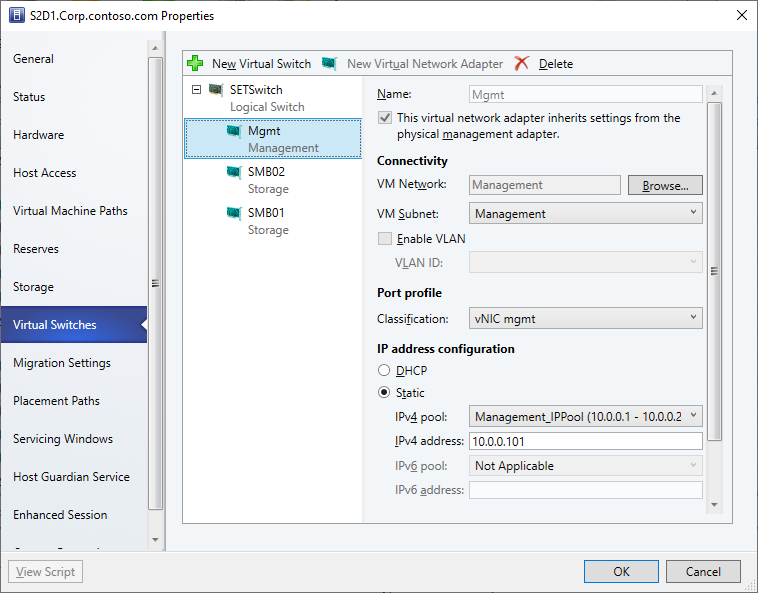 S2D1.Corp.contoso.com Properties
General
Status
Hardware
Host Access
Virtual Machine Paths
Reserves
Storage
Virtual Switches
Migration Settings
Placement Paths
Servicing Windows
Host Guardian Service
Enhanced Session
New Virtual Switch
New Virtual Network Adapter
Delete
SETSwitch
Logical Switch
Mgmt
Management
SMB02
Storage
SMB01
Storage
Name: Mgmt
This virtual network adapter inherits settings from the
physical management adapter.
Connectivity
VM Network: Management Browse...
VM Subnet: Management
Enable VLAN
VLAN ID:
Port profile
Classification: vNIC mgmt
IP address configuration
DHCP
Static
IPv4 pool: Management_IPPool (10.0.0.1 - 10.0.0.2
IPv4 address: 10.0.0.101
IPv6 pool: Not Applicable
IPv6 address:
View Script
OK
Cancel